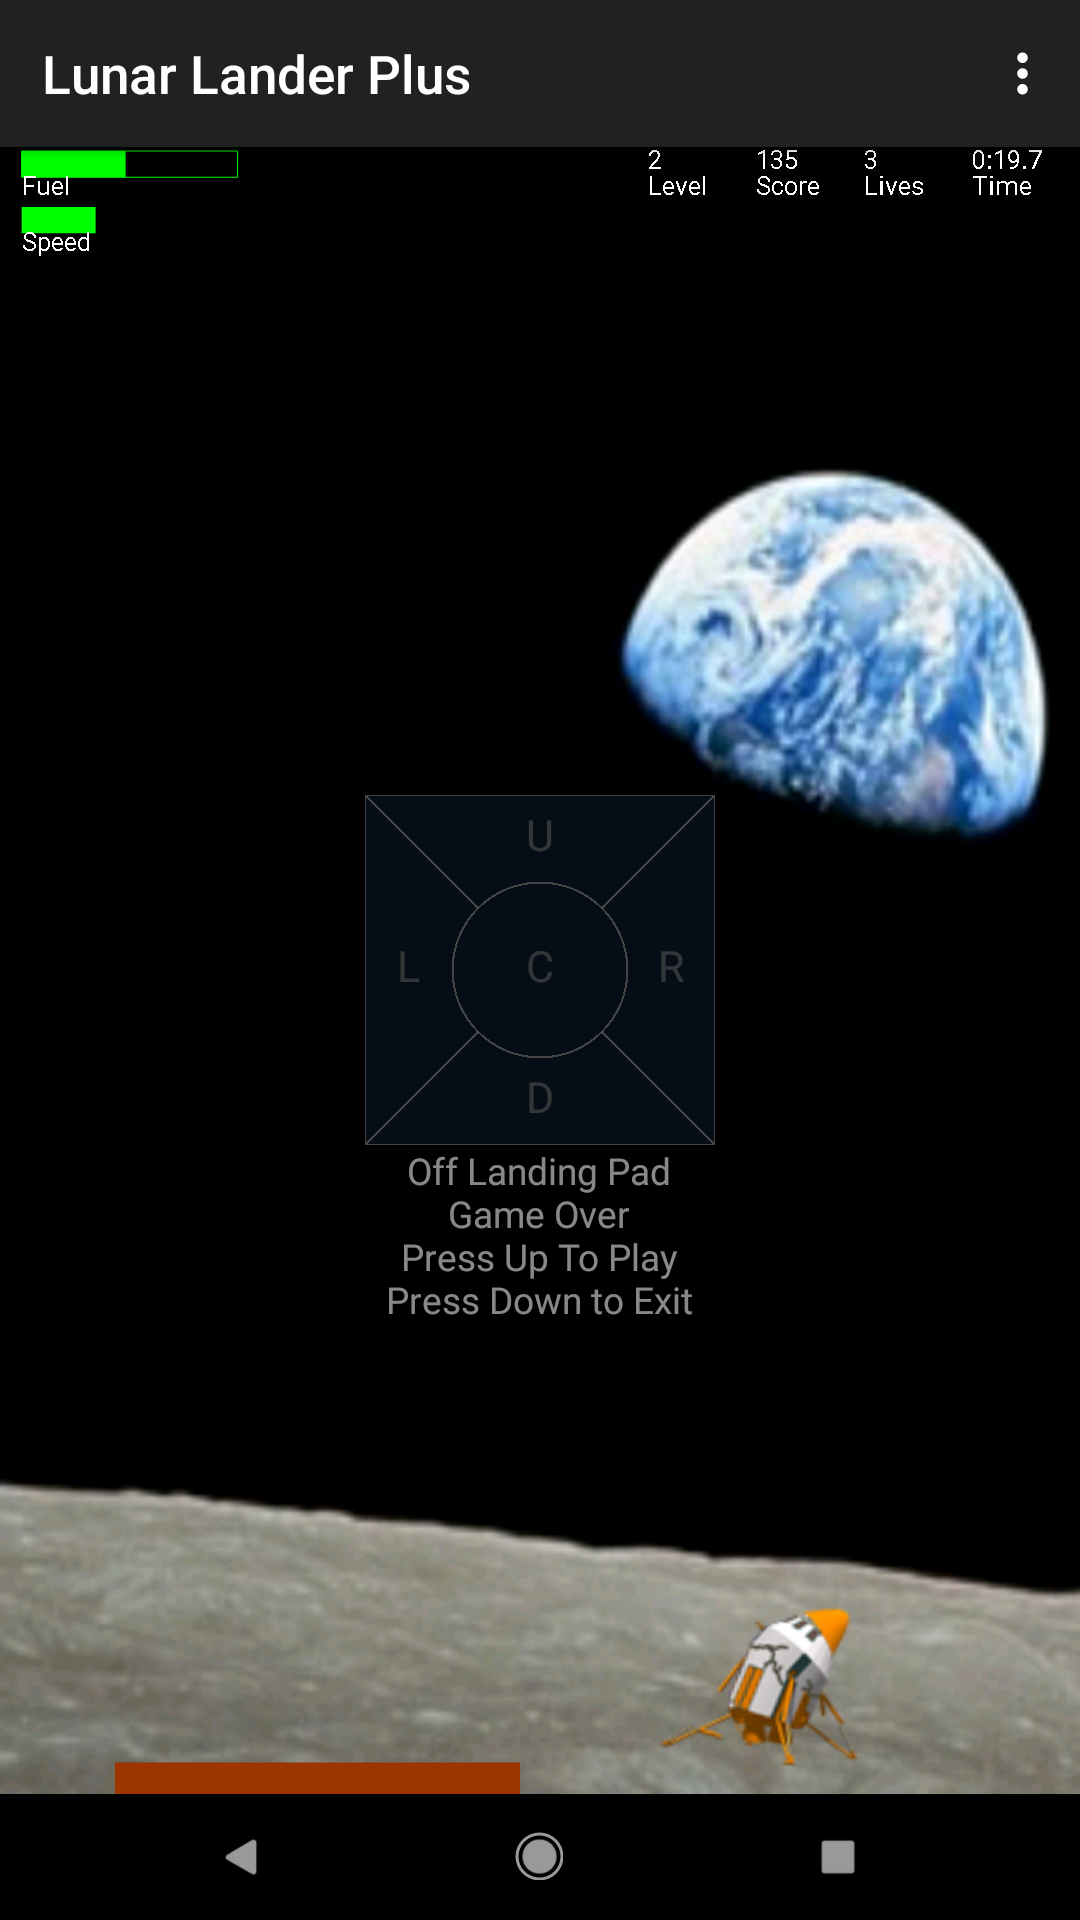 Lunar Lander Plus
2 135 3 0:19.7
Fuel Level Score Lives Time
Speed
U
L C R
D
Off Landing Pad
Game Over
Press Up To Play
Press Down to Exit